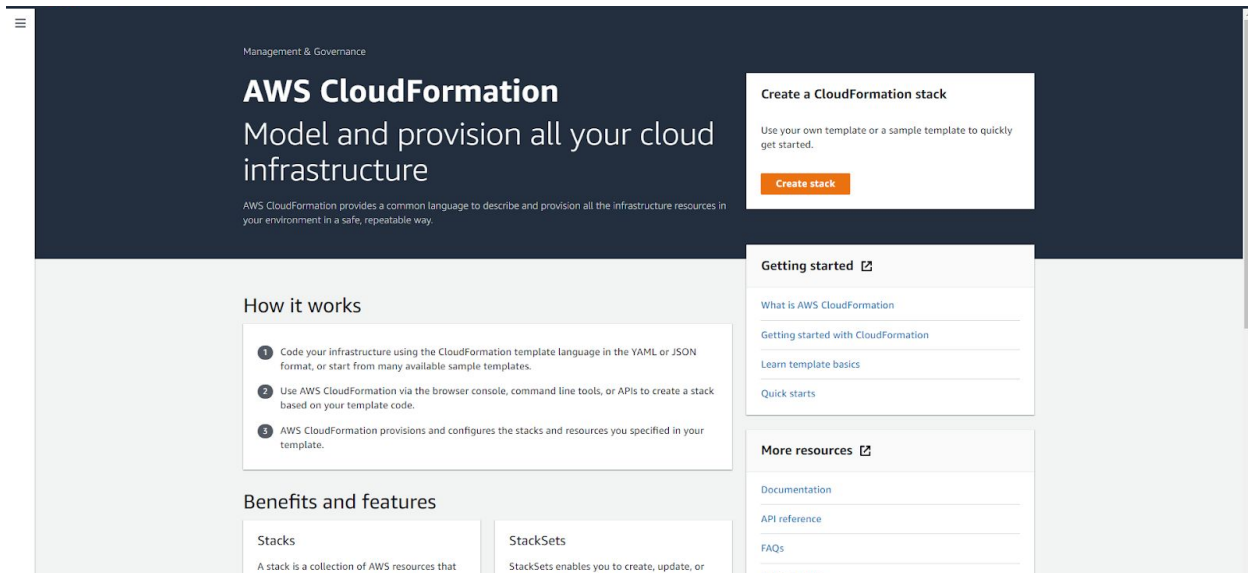 Management & Governance
AWS CloudFormation
Model and provision all your cloud
infrastructure
AWS CloudFormation provides a common language to describe and provision all the infrastructure resources in
your environment in a safe, repeatable way.
Create a CloudFormation stack
Use your own template or a sample template to quickly
get started.
Create stack
Getting started
What is AWS CloudFormation
Getting started with CloudFormation
Learn template basics
Quick starts
How it works
1 Code your infrastructure using the CloudFormation template language in the YAML or JSON
format, or start from many available sample templates.
2 Use AWS CloudFormation via the browser console, command line tools, or APIs to create a stack
based on your template code.
3 AWS CloudFormation provisions and configures the stacks and resources you specified in your
template.
More resources
Documentation
API reference
FAQs
Benefits and features
Stacks
A stack is a collection of AWS resources that
StackSets
StackSets enables you to create, update, or